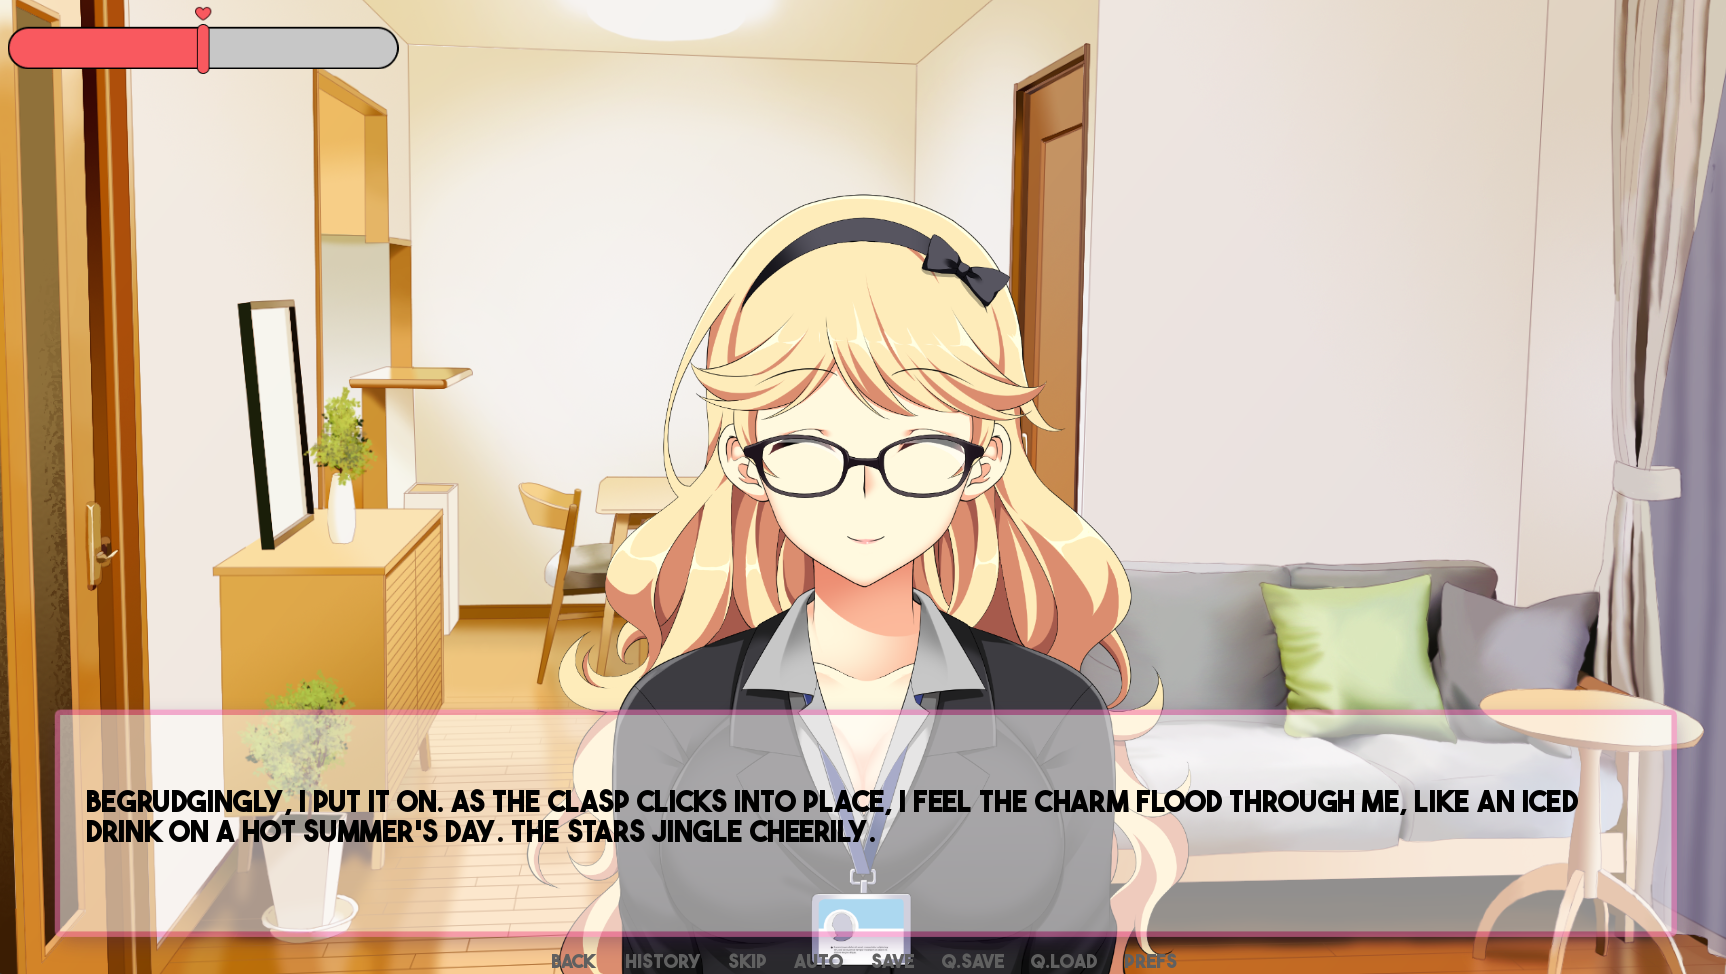 BEGRUDGINGLY, I PUT IT ON. AS THE CLASP CLICKS INTO PLACE, I FEEL THE CHARM FLOOD THROUGH ME, LIKE AN ICED
DRINK ON A HOT SUMMER'S DAY. THE STARS JINGLE CHEERILY.
BACK HISTORY SKIP AUTO SAVE Q.SAVE Q.LOAD PREFS